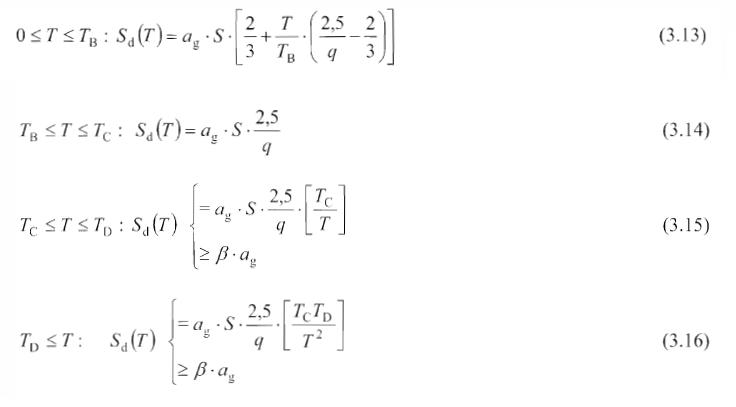 0 ≤ T ≤ T_B : S_d(T) = a_g · S · [2/3 + T/T_B · (2,5/q − 2/3)] (3.13)
T_B ≤ T ≤ T_C : S_d(T) = a_g · S · 2,5/q (3.14)
T_C ≤ T ≤ T_D : S_d(T) { = a_g · S · 2,5/q · [T_C/T]
≥ β · a_g (3.15)
T_D ≤ T : S_d(T) { = a_g · S · 2,5/q · [T_C T_D/T²]
≥ β · a_g (3.16)